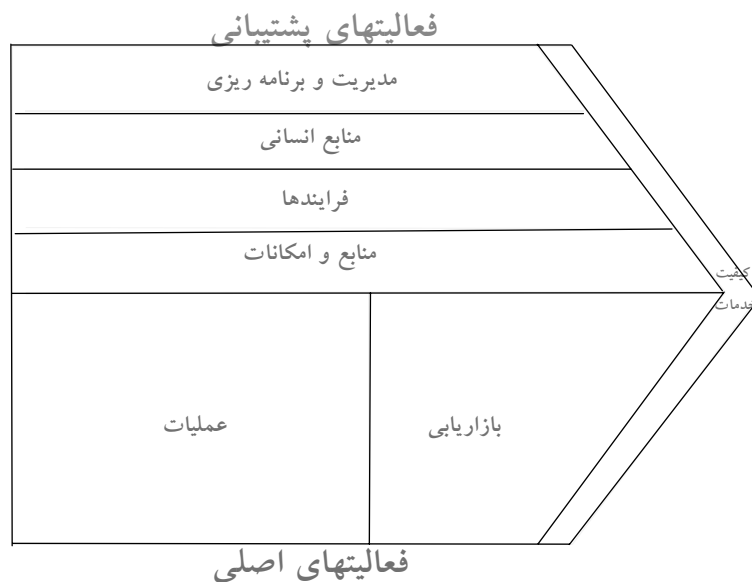 فعالیتهای پشتیبانی
مدیریت و برنامه ریزی
منابع انسانی
فرایندها
منابع و امکانات
کیفیت
خدمات
عملیات
بازاریابی
فعالیتهای اصلی